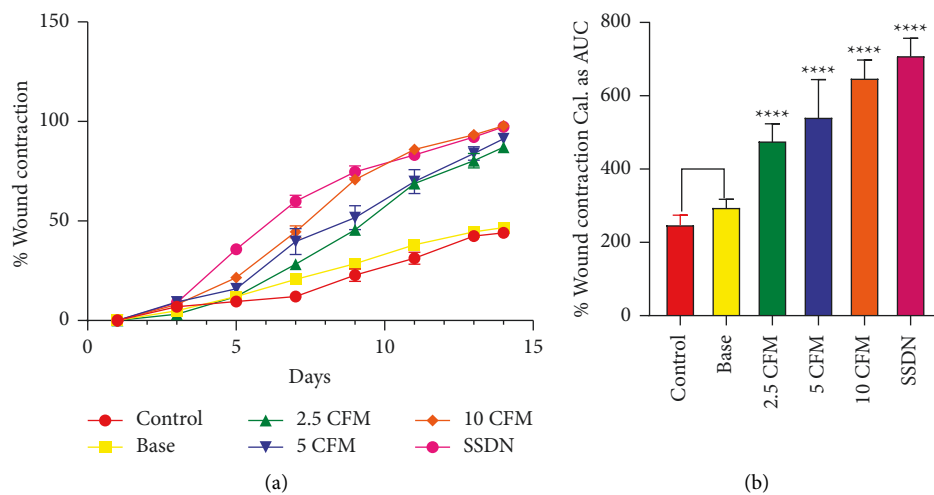 % Wound contraction
150
100
50
0
0 5 10 15
Days
Control 2.5 CFM 10 CFM
Base 5 CFM SSDN
(a)
% Wound contraction Cal. as AUC
800
600
400
200
0
****
****
****
****
Control
Base
2.5 CFM
5 CFM
10 CFM
SSDN
(b)